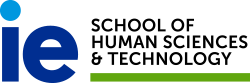 ie
SCHOOL OF
HUMAN SCIENCES
& TECHNOLOGY